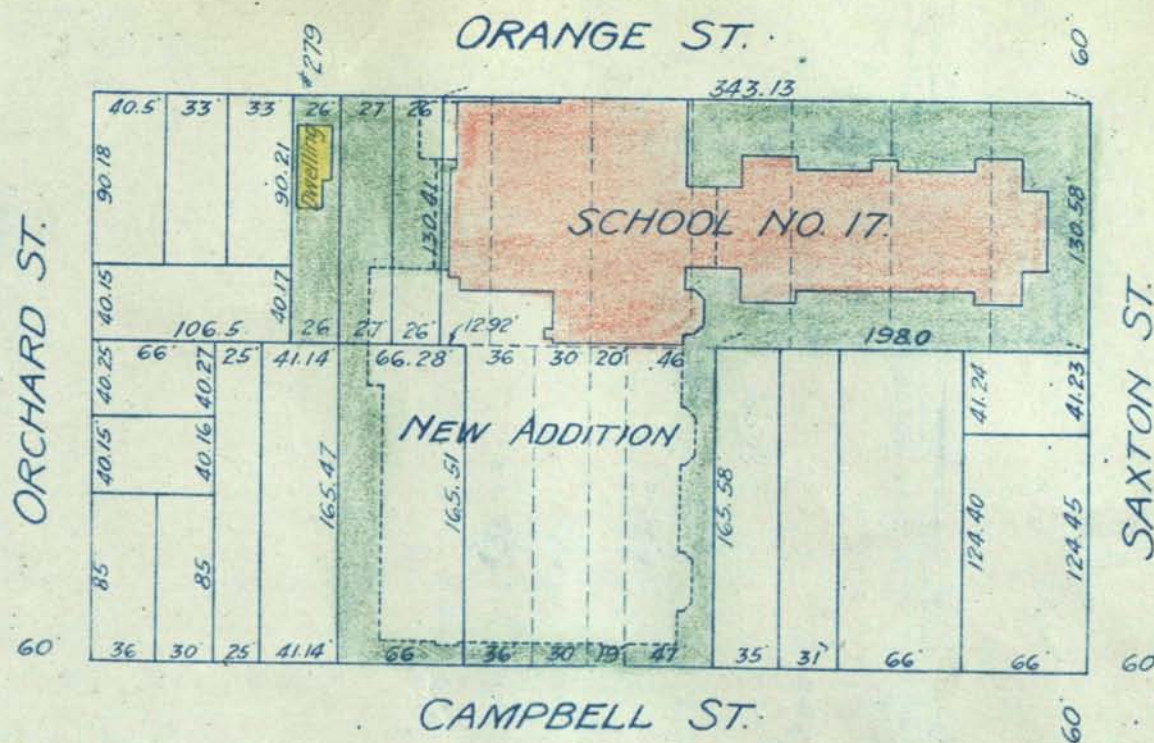 ORANGE ST.
#279
60'
343.13
40.5' 33' 33 26 27 26
90.18
90.21
Dwelling
130.41
SCHOOL NO. 17.
130.58'
ORCHARD ST.
SAXTON ST.
40.15
40.17
106.5 26 27 26' 12.92'
198.0
66' 25' 41.14 66.28' 36 30 20' 46
40.25
40.27
41.24
41.23
NEW ADDITION
40.15'
40.16
165.47
165.51
165.58
124.40
124.45
85
85
60'
36 30' 25' 41.14' 66 36' 30' 19' 47 35' 31' 66 66'
60'
CAMPBELL ST.
60'